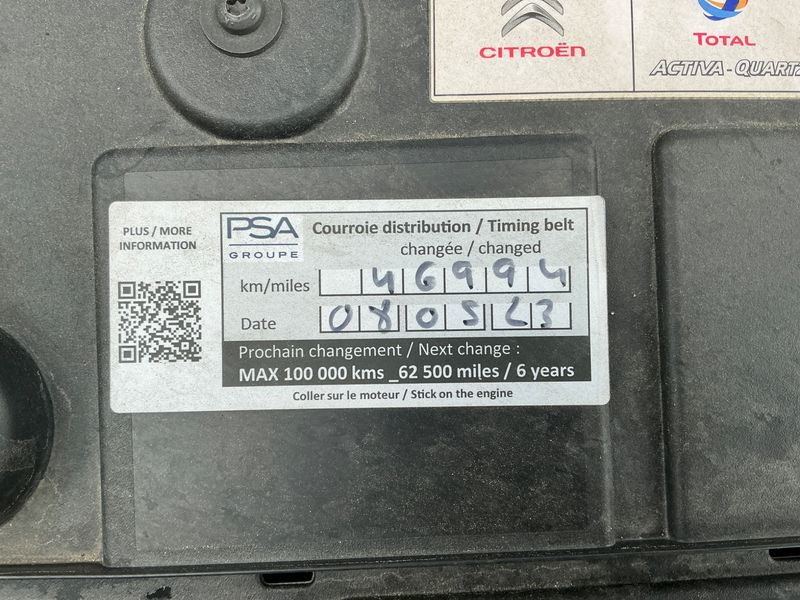 CITROËN
TOTAL
ACTIVA - QUARTZ
PLUS / MORE
INFORMATION
PSA
GROUPE
Courroie distribution / Timing belt
changée / changed
km/miles 46994
Date 080523
Prochain changement / Next change :
MAX 100 000 kms _62 500 miles / 6 years
Coller sur le moteur / Stick on the engine